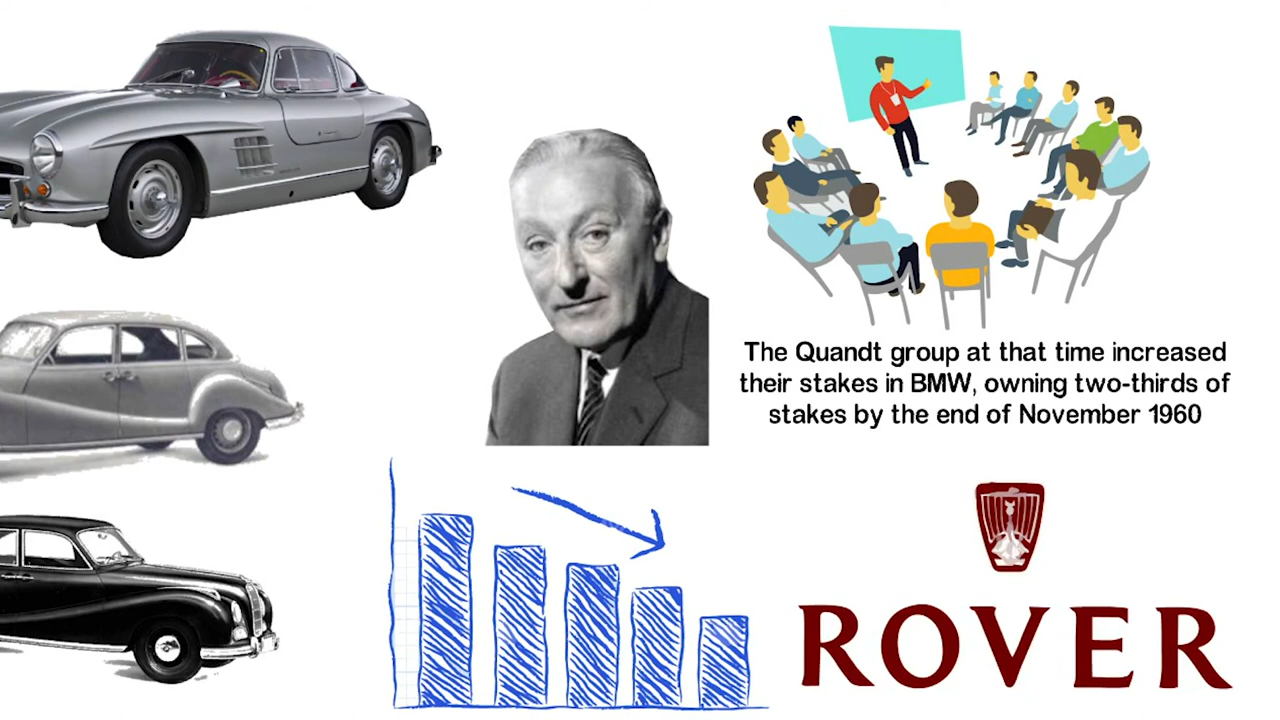 The Quandt group at that time increased
their stakes in BMW, owning two-thirds of
stakes by the end of November 1960
ROVER